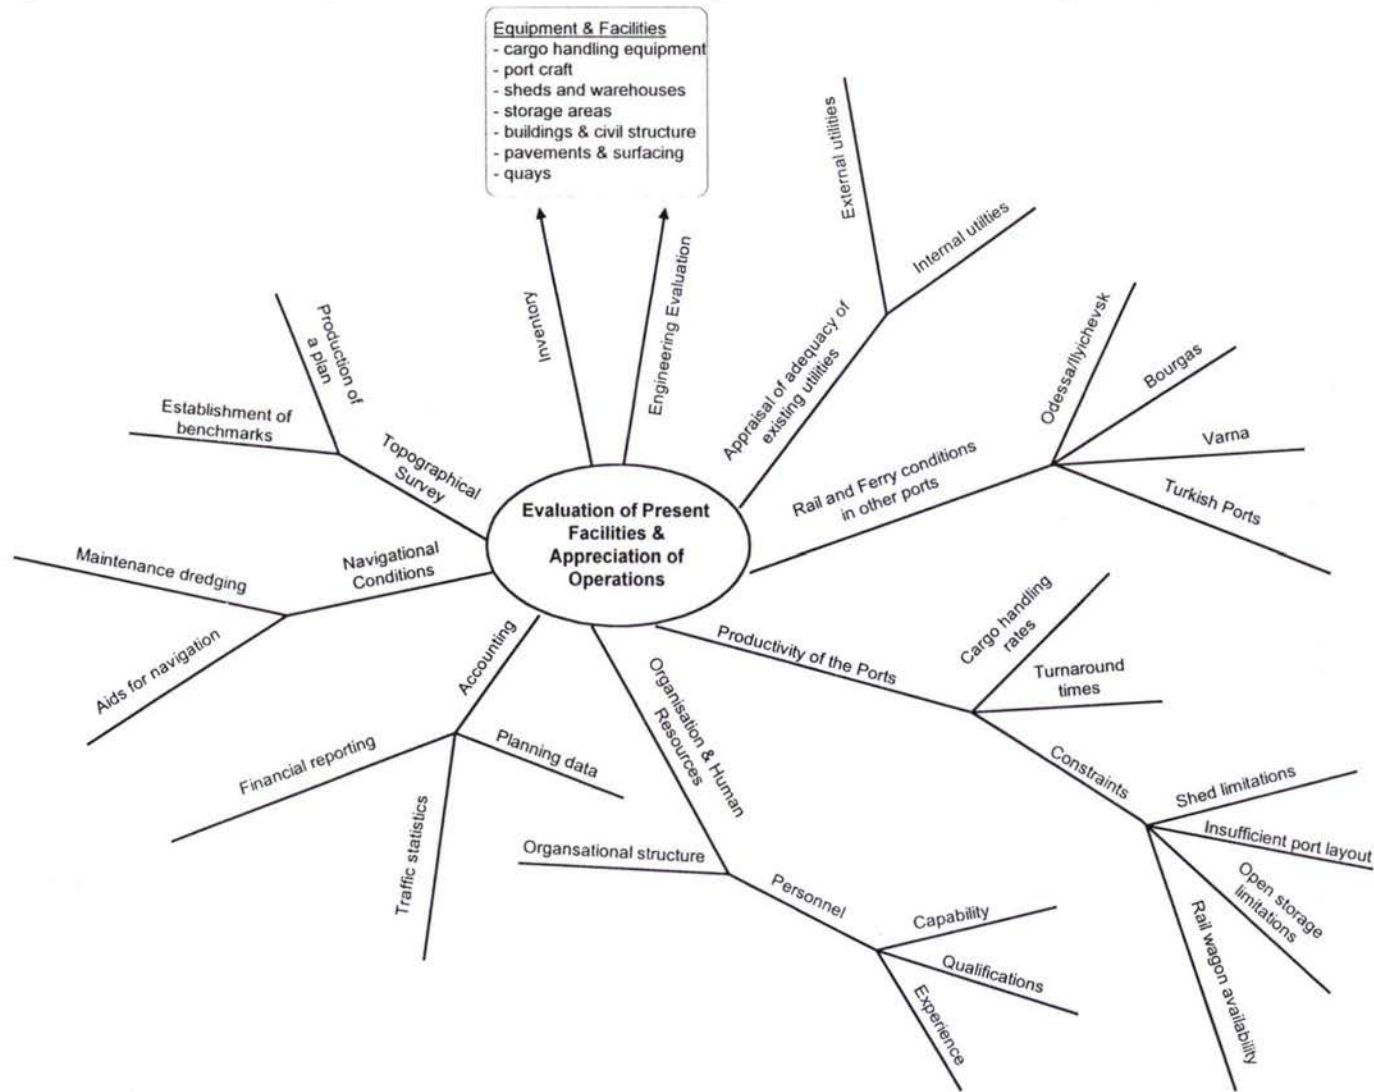 Equipment & Facilities
- cargo handling equipment
- port craft
- sheds and warehouses
- storage areas
- buildings & civil structure
- pavements & surfacing
- quays
Inventory
Engineering Evaluation
External utilities
Internal utilties
Appraisal of adequacy of
existing utilities
Production of
a plan
Establishment of
benchmarks
Topographical
Survey
Odessa/Ilyichevsk
Bourgas
Varna
Turkish Ports
Rail and Ferry conditions
in other ports
Evaluation of Present
Facilities &
Appreciation of
Operations
Navigational
Conditions
Maintenance dredging
Aids for navigation
Accounting
Financial reporting
Traffic statistics
Planning data
Organisation & Human
Resources
Organsational structure
Personnel
Capability
Qualifications
Experience
Productivity of the Ports
Cargo handling
rates
Turnaround
times
Constraints
Shed limitations
Insufficient port layout
Open storage
limitations
Rail wagon availability